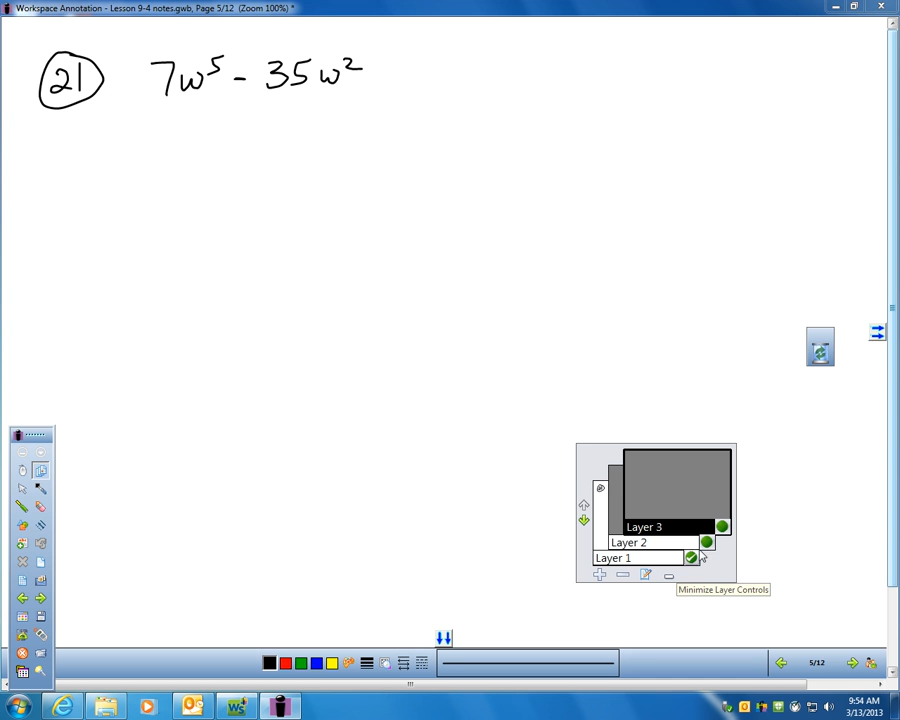 Workspace Annotation - Lesson 9-4 notes.gwb, Page 5/12 (Zoom 100%) *
21 7w⁵ - 35w²
Layer 3
Layer 2
Layer 1
Minimize Layer Controls
5/12
9:54 AM
3/13/2013